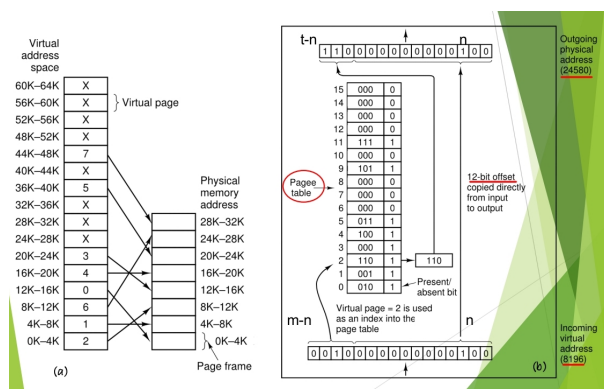 Virtual
address
space
60K–64K X
56K–60K X
Virtual page
52K–56K X
48K–52K X
44K–48K 7
40K–44K X
36K–40K 5
32K–36K X
28K–32K X
24K–28K X
20K–24K 3
16K–20K 4
12K–16K 0
8K–12K 6
4K–8K 1
0K–4K 2
Physical
memory
address
28K–32K
24K–28K
20K–24K
16K–20K
12K–16K
8K–12K
4K–8K
0K–4K
Page frame
(a)
t-n n
1 1 0 0 0 0 0 0 0 0 0 0 1 0 0
Outgoing
physical
address
(24580)
15 000 0
14 000 0
13 000 0
12 000 0
11 111 1
10 000 0
9 101 1
8 000 0
7 000 0
6 000 0
5 011 1
4 100 1
3 000 1
2 110 1
1 001 1
0 010 1
Pagee
table
110
12-bit offset
copied directly
from input
to output
Present/
absent bit
Virtual page = 2 is used
as an index into the
page table
m-n n
0 0 1 0 0 0 0 0 0 0 0 0 0 1 0 0
Incoming
virtual
address
(8196)
(b)